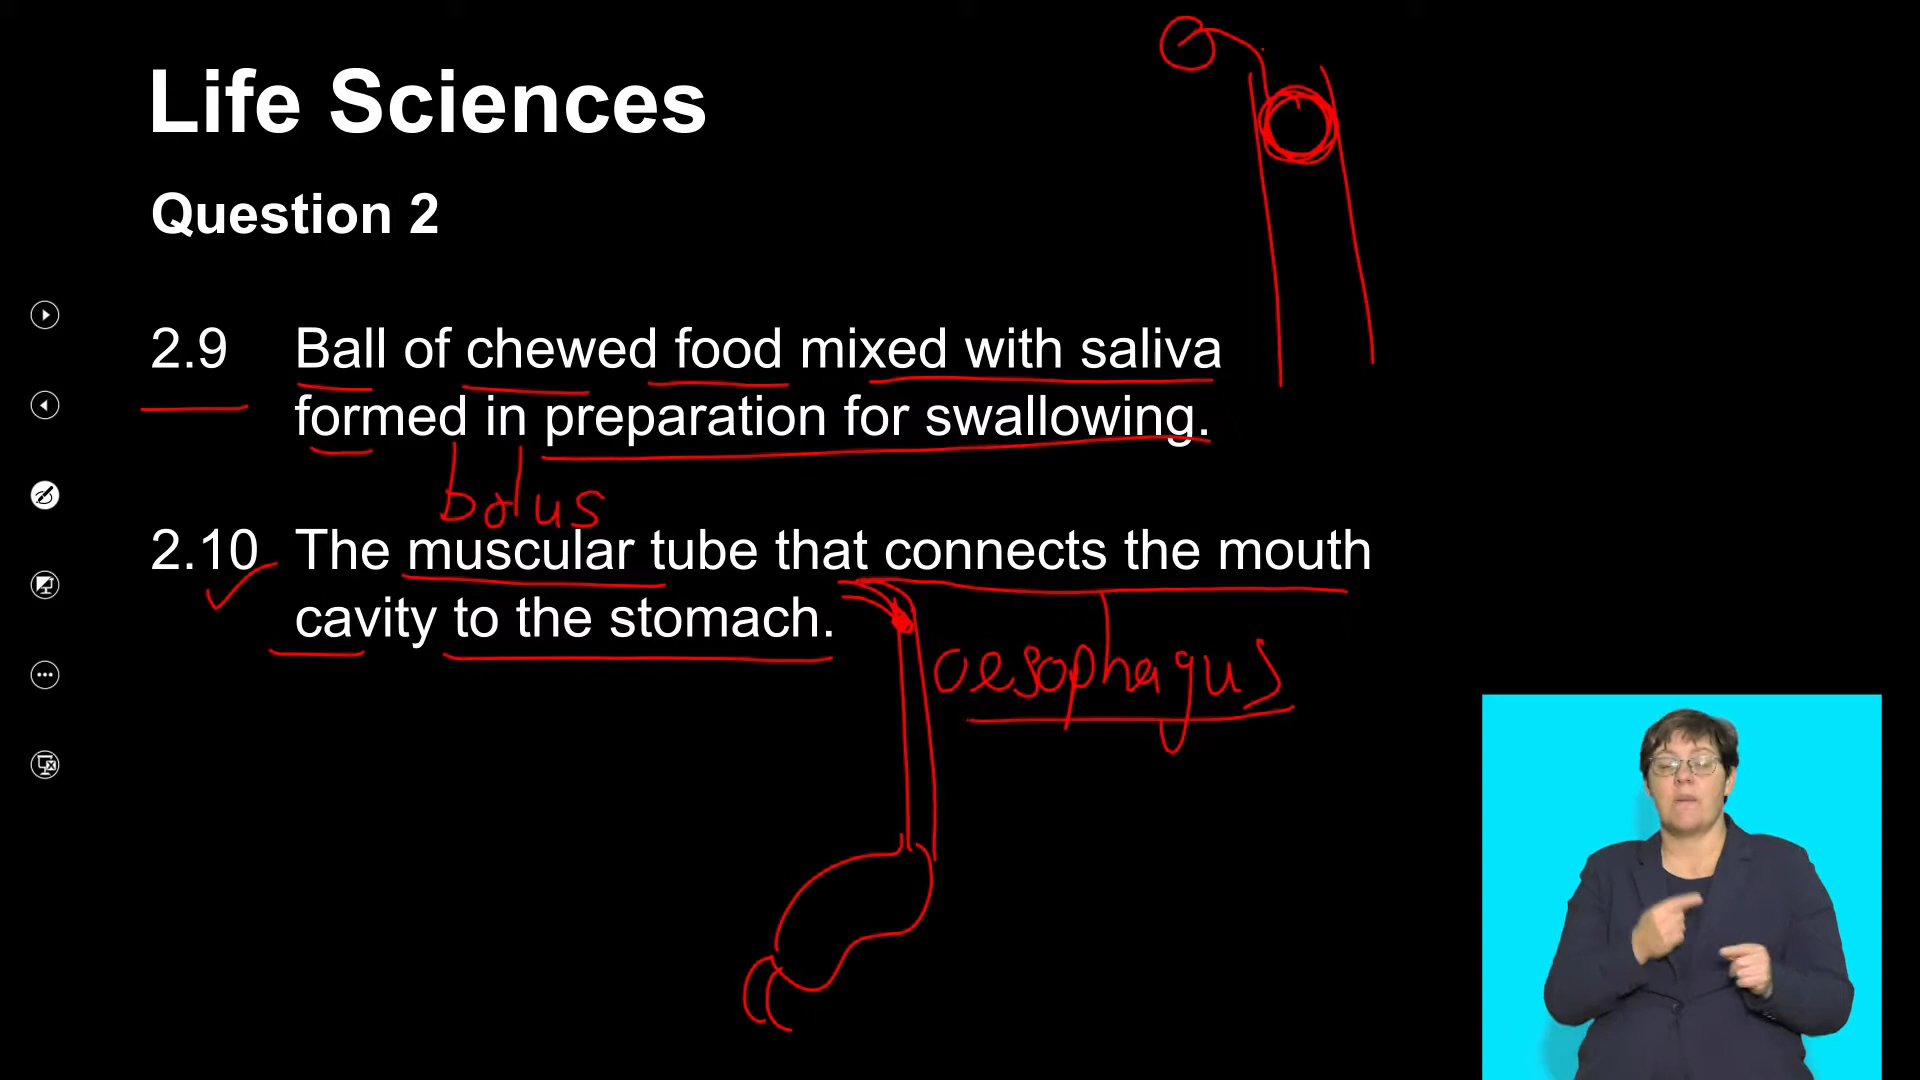 Life Sciences
Question 2
2.9 Ball of chewed food mixed with saliva
formed in preparation for swallowing.
bolus
2.10 The muscular tube that connects the mouth
cavity to the stomach.
oesophagus